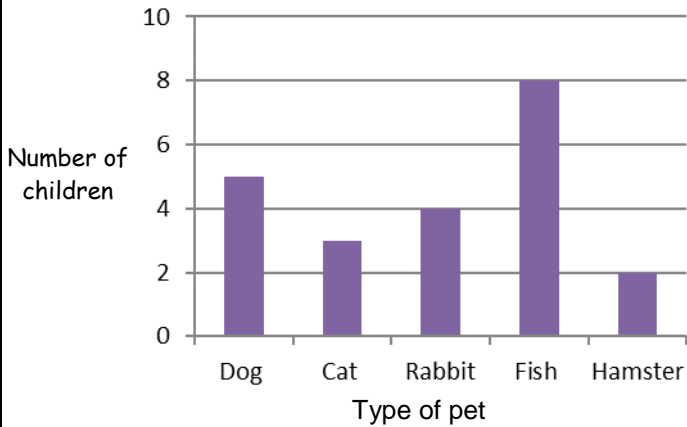 10
8
6
4
2
0
Number of
children
Dog Cat Rabbit Fish Hamster
Type of pet